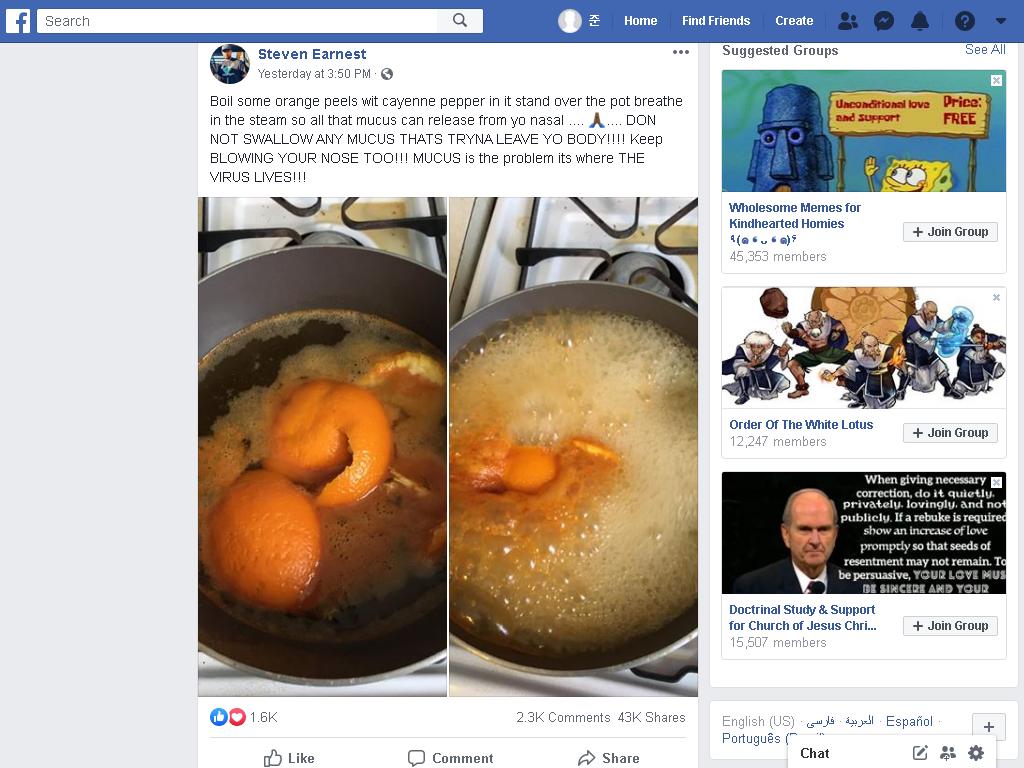 Search
준
Home
Find Friends
Create
Steven Earnest
Yesterday at 3:50 PM ·
Boil some orange peels wit cayenne pepper in it stand over the pot breathe
in the steam so all that mucus can release from yo nasal .... 🙏🏾.... DON
NOT SWALLOW ANY MUCUS THATS TRYNA LEAVE YO BODY!!!! Keep
BLOWING YOUR NOSE TOO!!! MUCUS is the problem its where THE
VIRUS LIVES!!!
1.6K
2.3K Comments 43K Shares
Like
Comment
Share
Suggested Groups
See All
Unconditional love
and support
Price:
FREE
Wholesome Memes for
Kindhearted Homies
+ Join Group
45,353 members
Order Of The White Lotus
12,247 members
+ Join Group
When giving necessary
correction, do it quietly,
privately, lovingly, and not
publicly. If a rebuke is required
show an increase of love
promptly so that seeds of
resentment may not remain. To
be persuasive, YOUR LOVE MUS
BE SINCERE AND YOUR
Doctrinal Study & Support
for Church of Jesus Chri...
15,507 members
+ Join Group
English (US) · فارسی · العربية · Español ·
Português
Chat